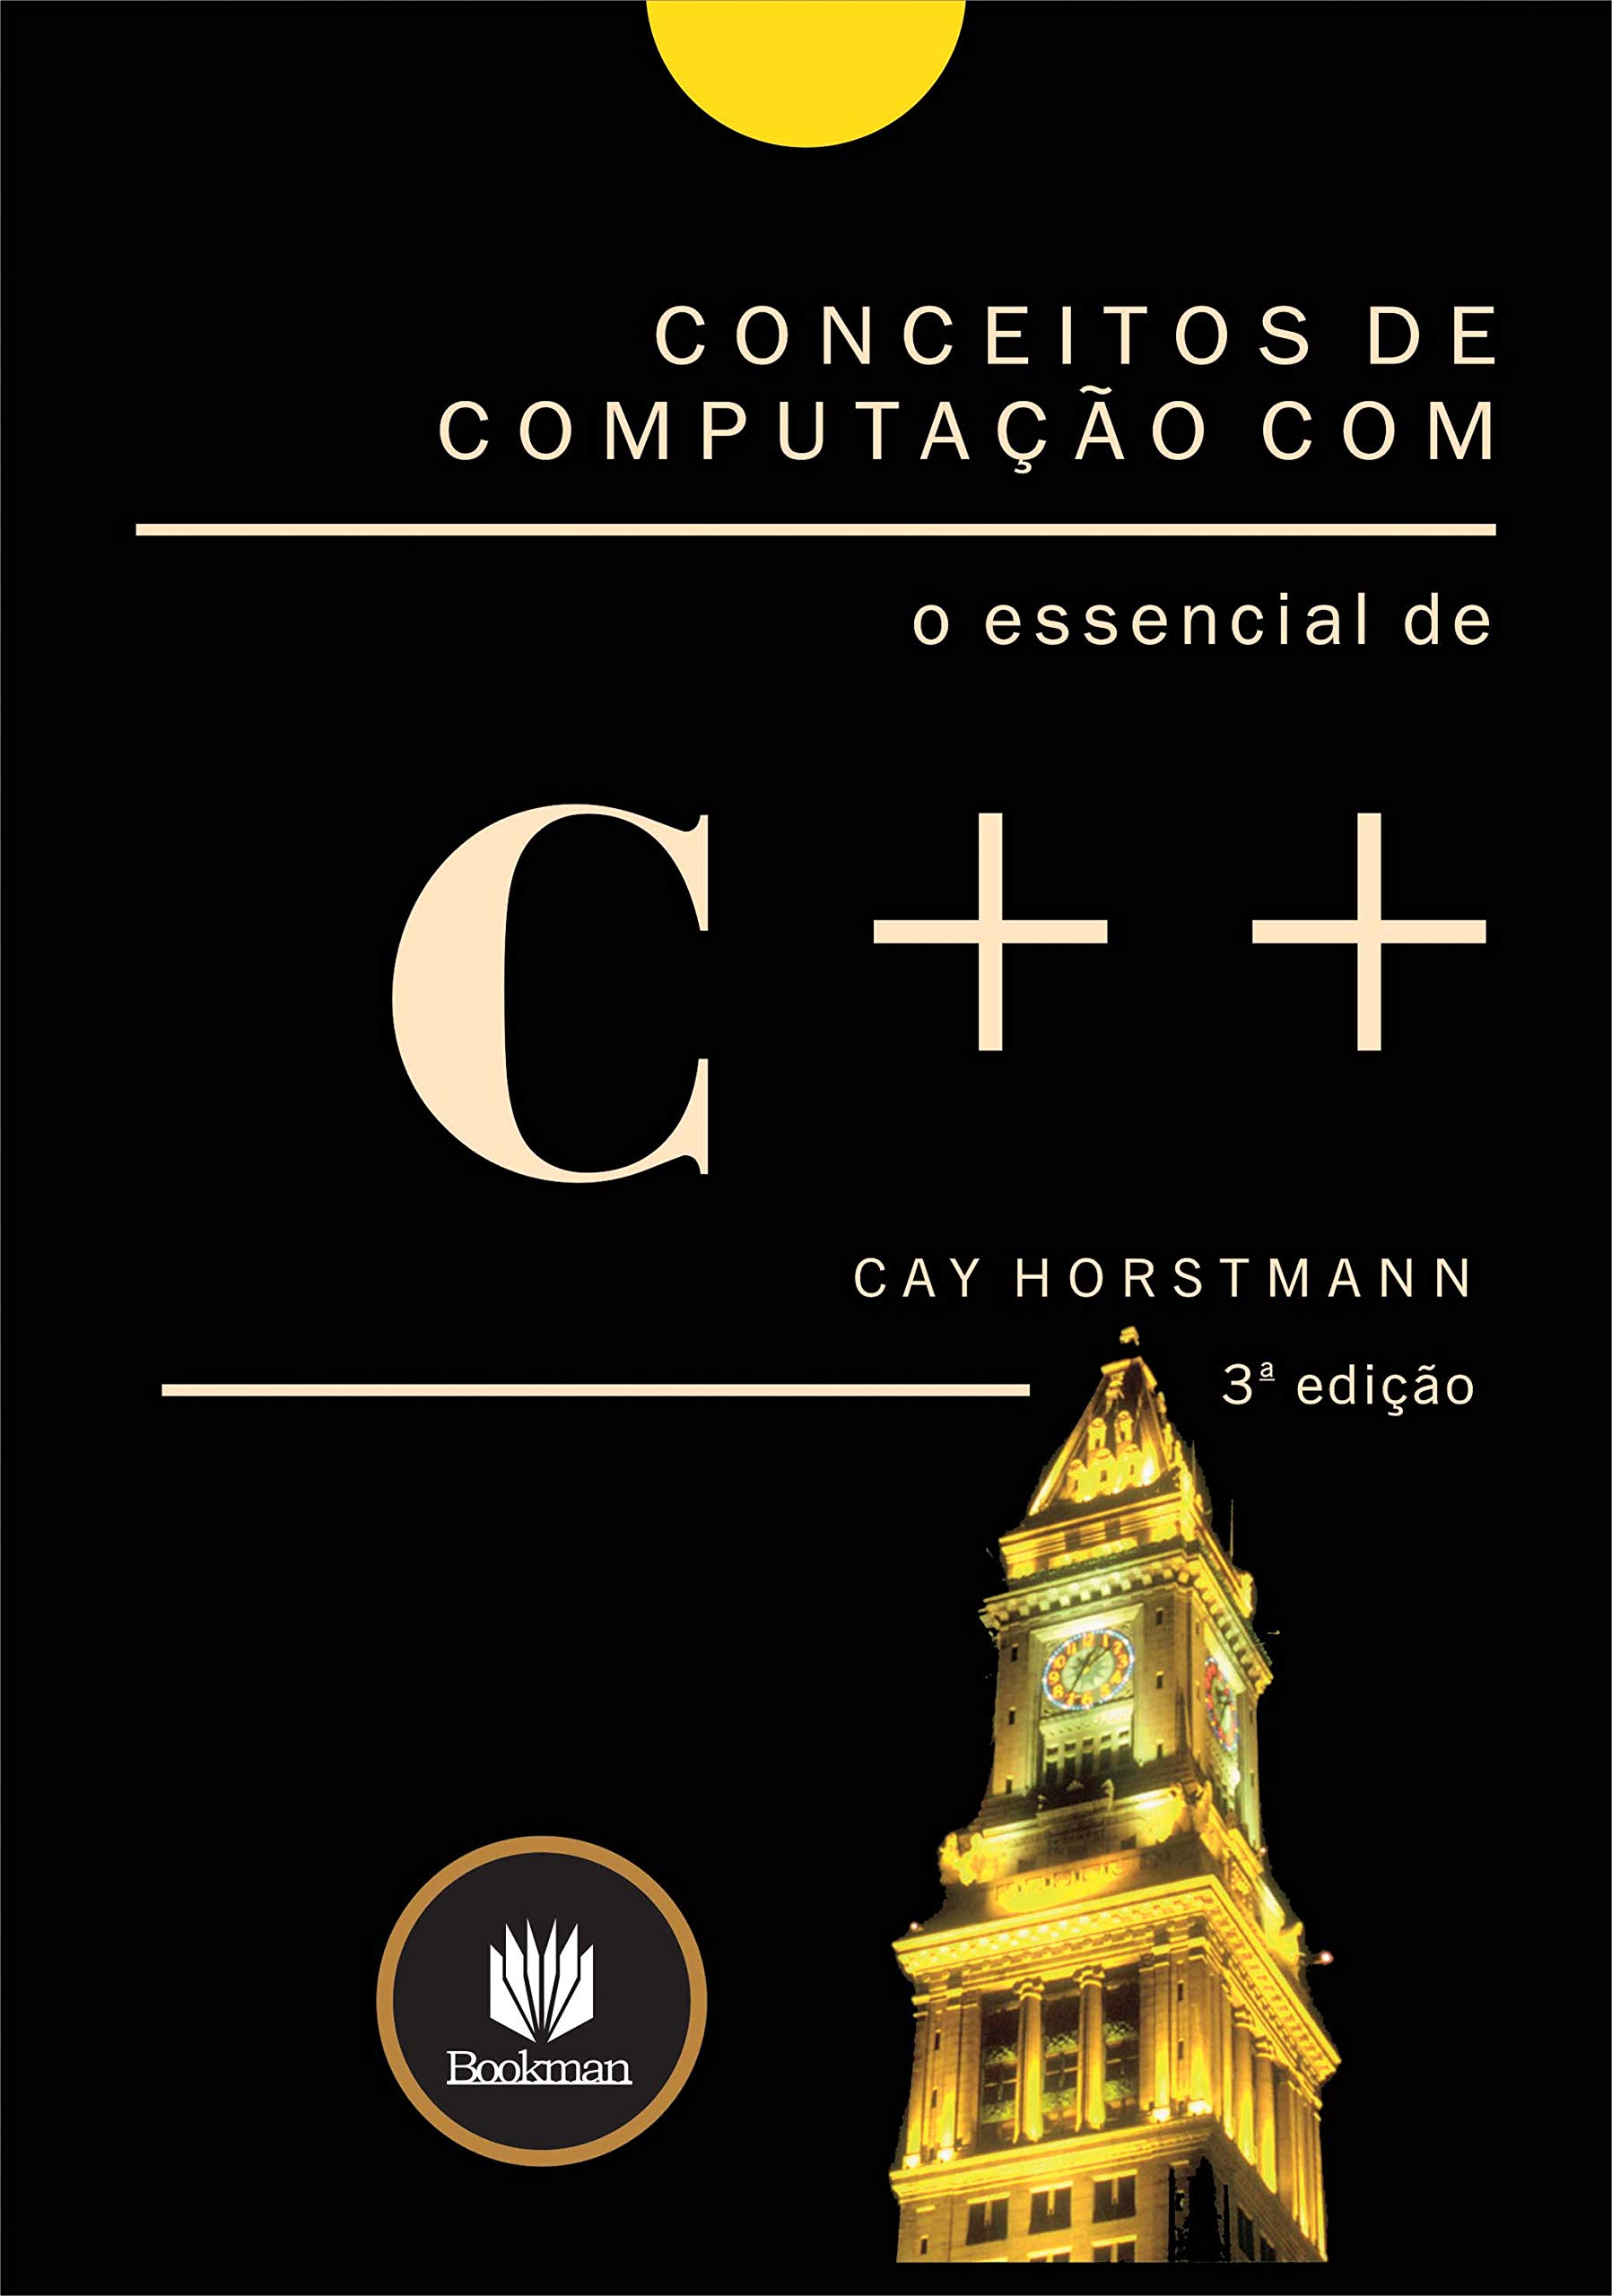 CONCEITOS DE
COMPUTAÇÃO COM
o essencial de
C++
CAY HORSTMANN
3ª edição
Bookman